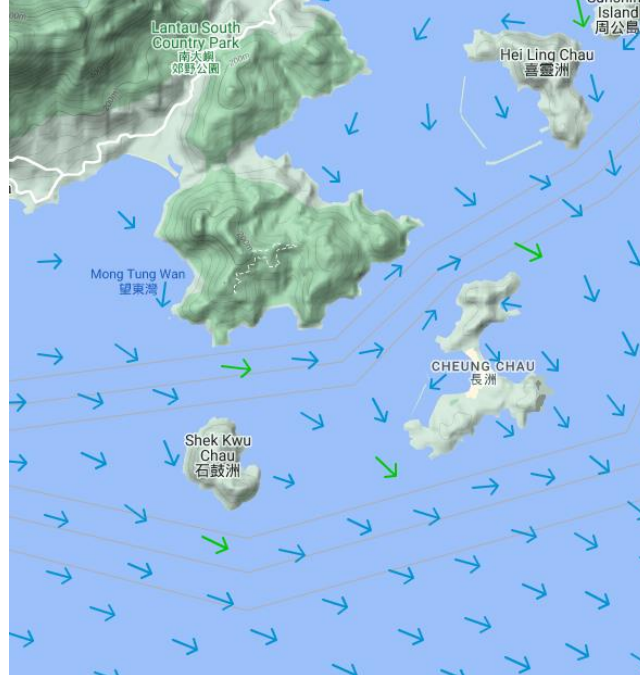 Lantau South
Country Park
南大嶼
郊野公園
200m
Island
周公島
Hei Ling Chau
喜靈洲
Mong Tung Wan
望東灣
CHEUNG CHAU
長洲
Shek Kwu
Chau
石鼓洲